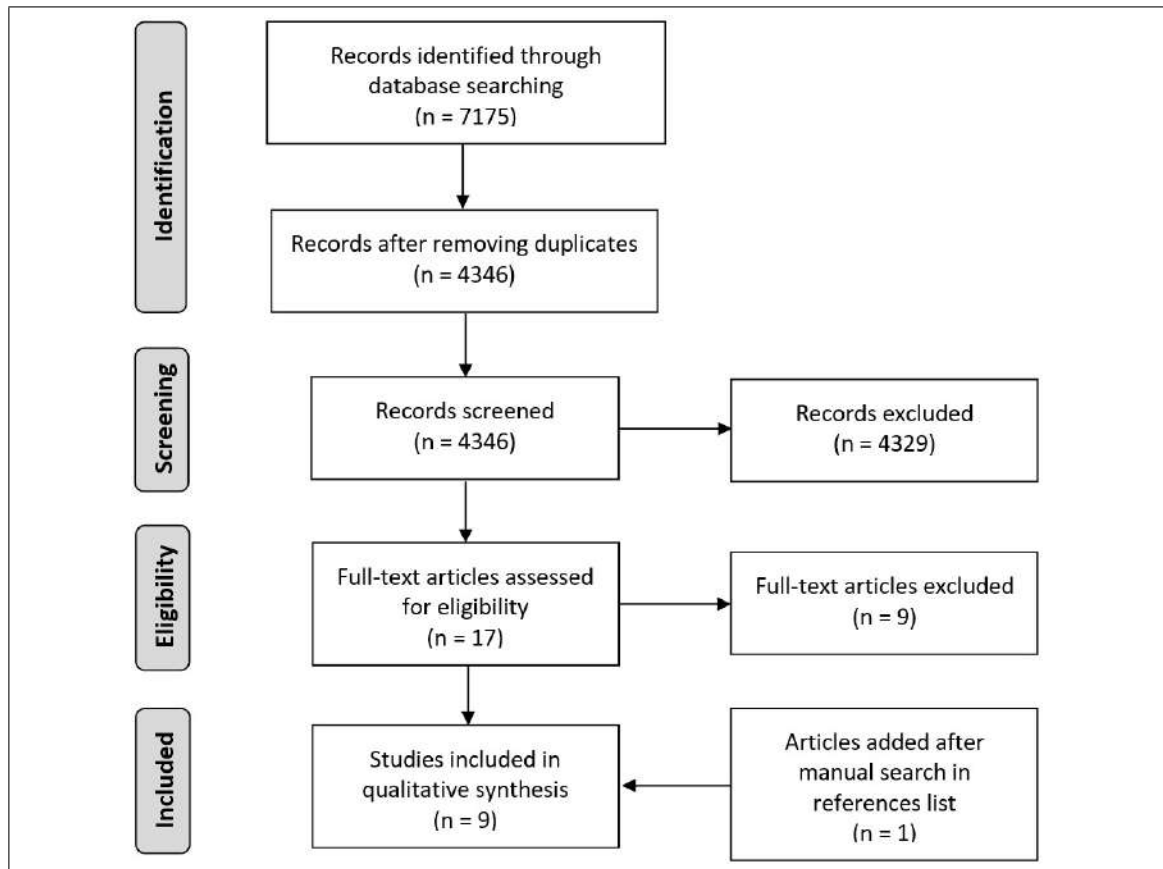 Identification
Records identified through
database searching
(n = 7175)
Records after removing duplicates
(n = 4346)
Screening
Records screened
(n = 4346)
Records excluded
(n = 4329)
Eligibility
Full-text articles assessed
for eligibility
(n = 17)
Full-text articles excluded
(n = 9)
Included
Studies included in
qualitative synthesis
(n = 9)
Articles added after
manual search in
references list
(n = 1)